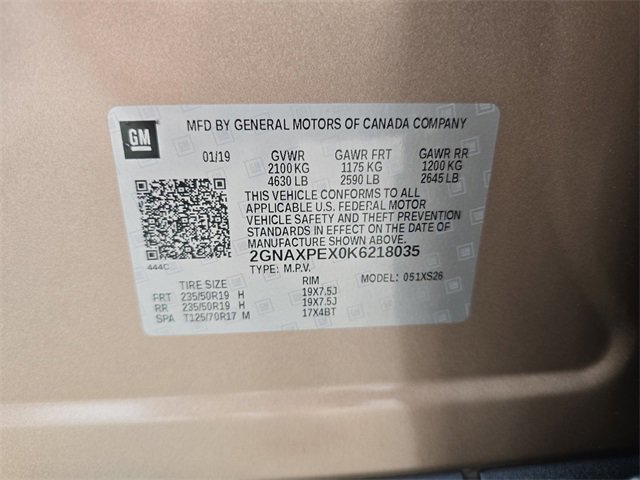 GM
MFD BY GENERAL MOTORS OF CANADA COMPANY
01/19 GVWR GAWR FRT GAWR RR
2100 KG 1175 KG 1200 KG
4630 LB 2590 LB 2645 LB
THIS VEHICLE CONFORMS TO ALL
APPLICABLE U.S. FEDERAL MOTOR
VEHICLE SAFETY AND THEFT PREVENTION
STANDARDS IN EFFECT ON THE DATE OF
MANUFACTURE SHOWN ABOVE.
2GNAXPEX0K6218035
444C TYPE: M.P.V. MODEL: 051XS26
TIRE SIZE RIM
FRT 235/50R19 H 19X7.5J
RR 235/50R19 H 19X7.5J
SPA T125/70R17 M 17X4BT